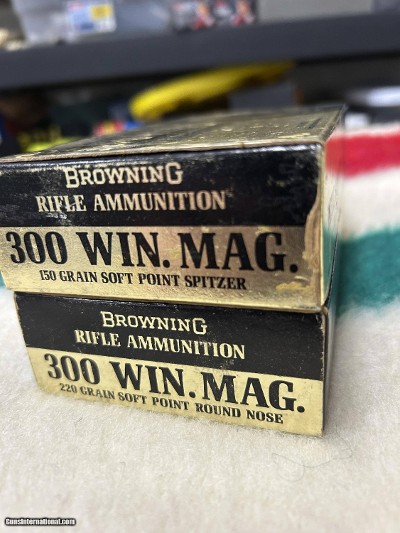 BROWNING
RIFLE AMMUNITION
300 WIN. MAG.
150 GRAIN SOFT POINT SPITZER
BROWNING
RIFLE AMMUNITION
300 WIN. MAG.
220 GRAIN SOFT POINT ROUND NOSE
GunsInternational.com